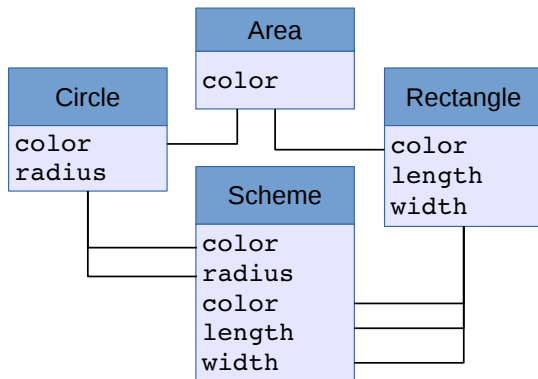 Area
color
Circle
color
radius
Rectangle
color
length
width
Scheme
color
radius
color
length
width